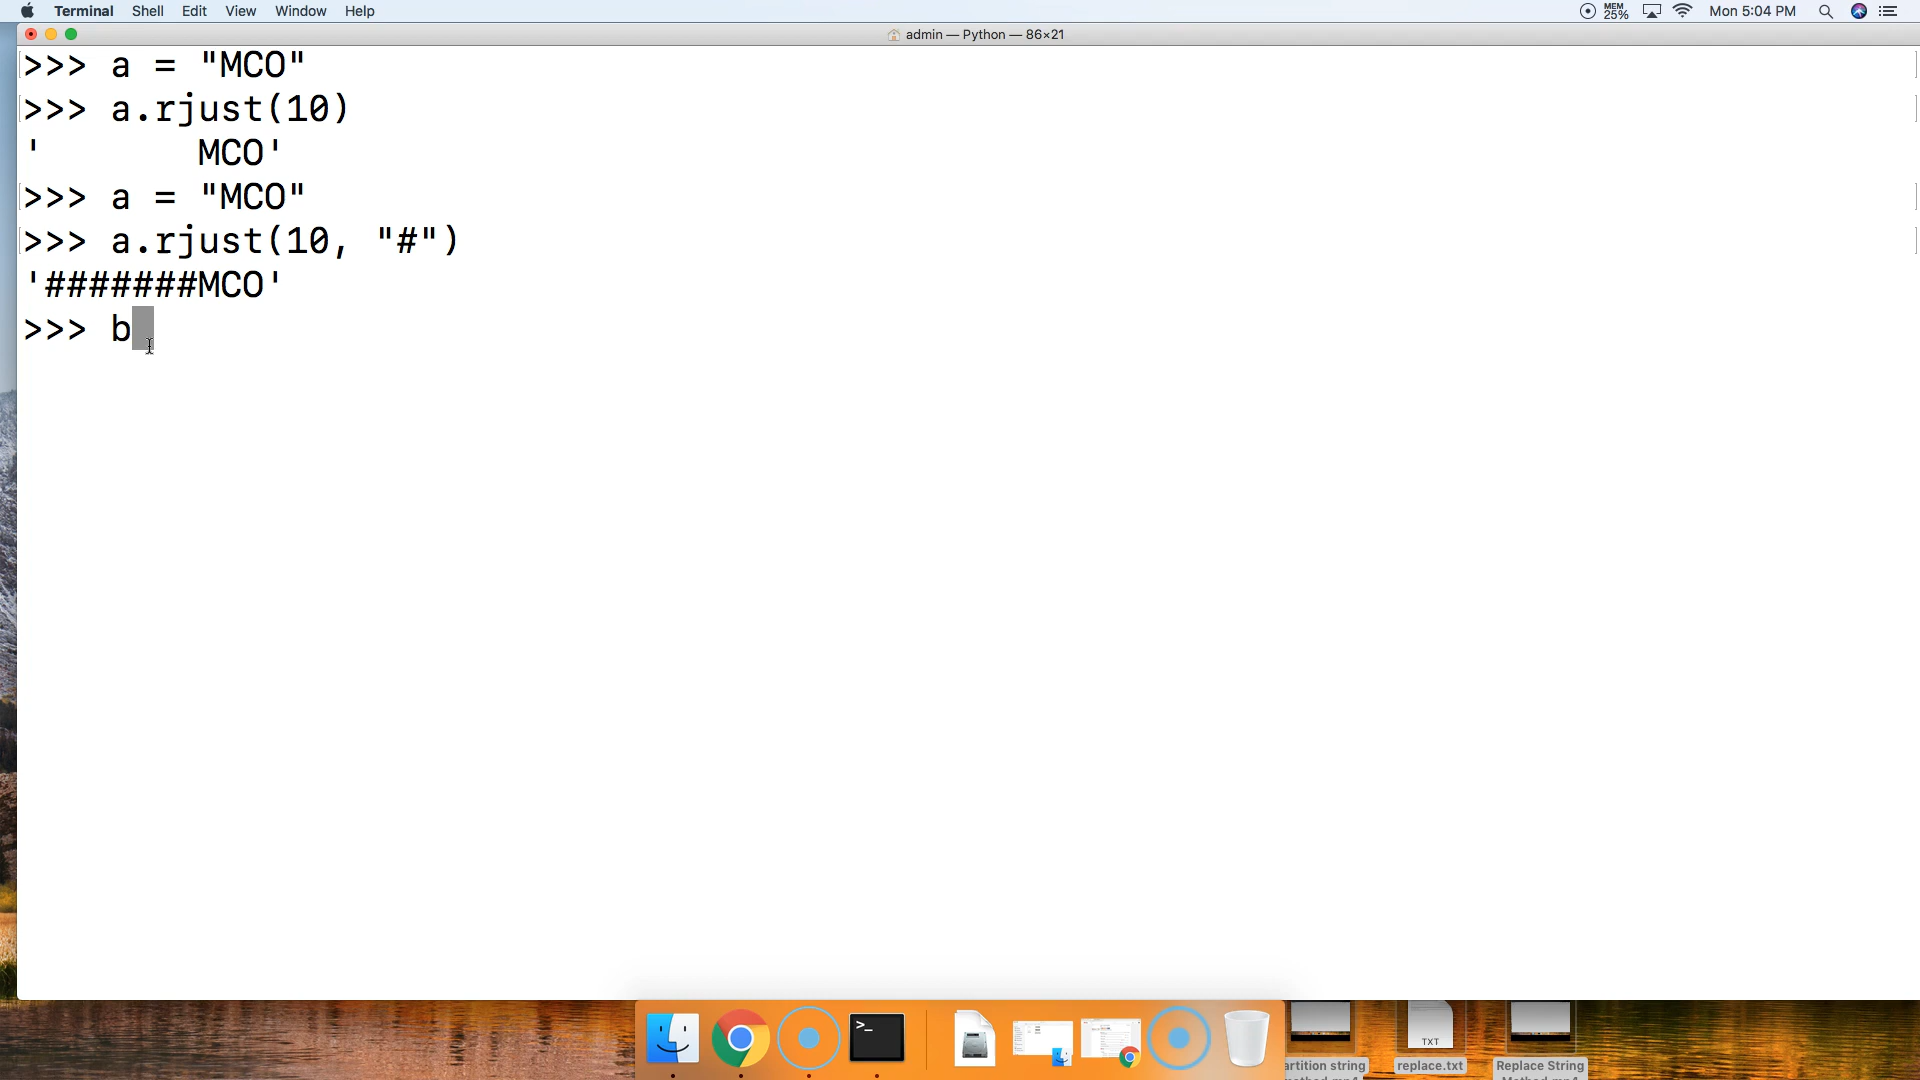 Terminal Shell Edit View Window Help
MEM 25% Mon 5:04 PM
admin — Python — 86×21
>>> a = "MCO"
>>> a.rjust(10)
'       MCO'
>>> a = "MCO"
>>> a.rjust(10, "#")
'#######MCO'
>>> b
>_
TXT
artition string replace.txt Replace String